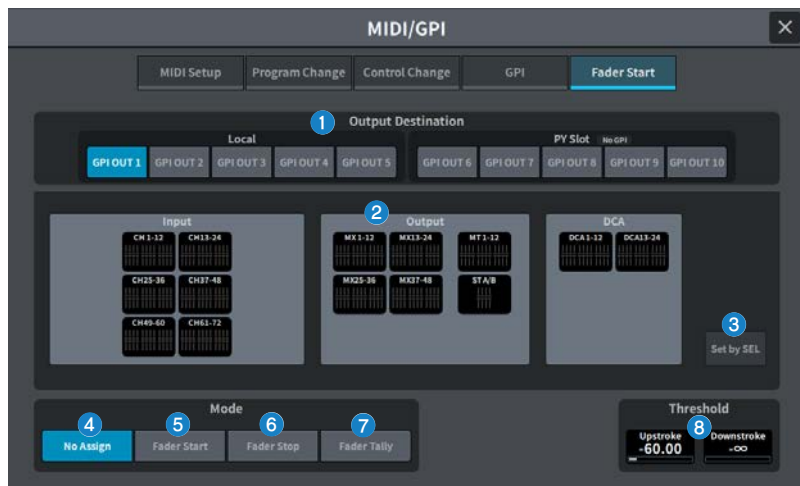 MIDI/GPI
MIDI Setup Program Change Control Change GPI Fader Start
1 Output Destination
Local PY Slot No GPI
GPI OUT 1 GPI OUT 2 GPI OUT 3 GPI OUT 4 GPI OUT 5 GPI OUT 6 GPI OUT 7 GPI OUT 8 GPI OUT 9 GPI OUT 10
2
Input Output DCA
CH 1-12 CH13-24 MX 1-12 MX13-24 MT 1-12 DCA 1-12 DCA13-24
CH25-36 CH37-48 MX25-36 MX37-48 ST A/B
CH49-60 CH61-72
3
Set by SEL
Mode Threshold
4 5 6 7 8
No Assign Fader Start Fader Stop Fader Tally
Upstroke Downstroke
-60.00 -∞